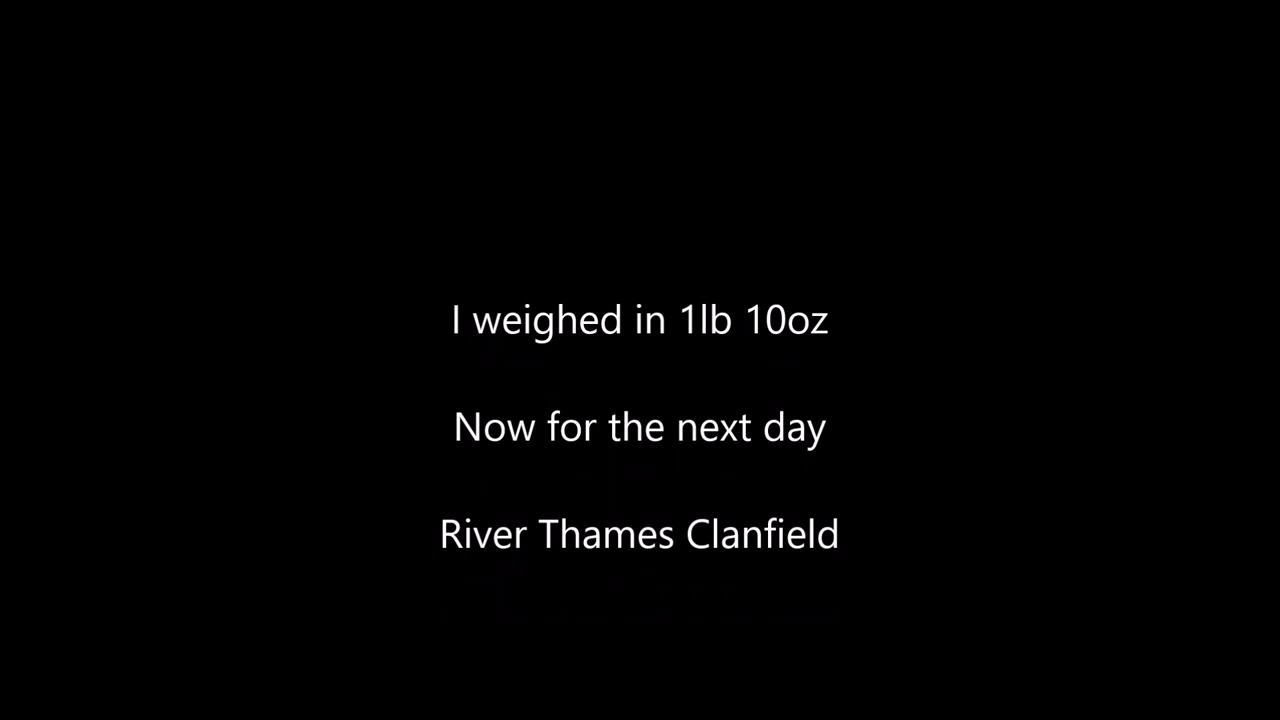 I weighed in 1lb 10oz
Now for the next day
River Thames Clanfield